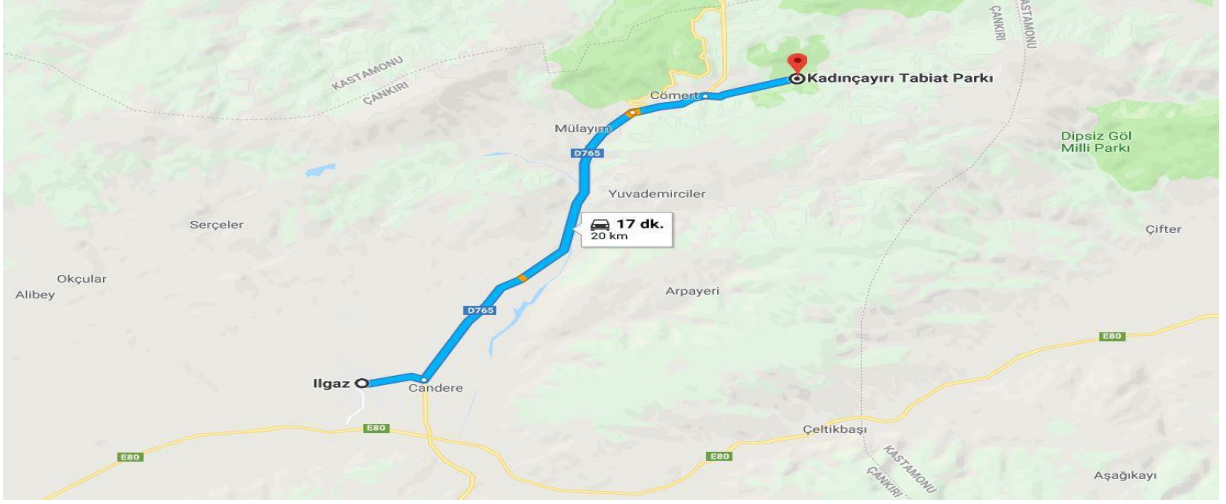 KASTAMONU
ÇANKIRI
ÇANKIRI
KASTAMONU
Kadınçayırı Tabiat Parkı
Cömert
Mülayim
D765
Dipsiz Göl
Milli Parkı
Yuvademirciler
Serçeler
17 dk.
20 km
Çifter
Okçular
Alibey
Arpayeri
D765
E80
Ilgaz
Candere
E80
Çeltikbaşı
E80
E80
KASTAMONU
ÇANKIRI
Aşağıkayı